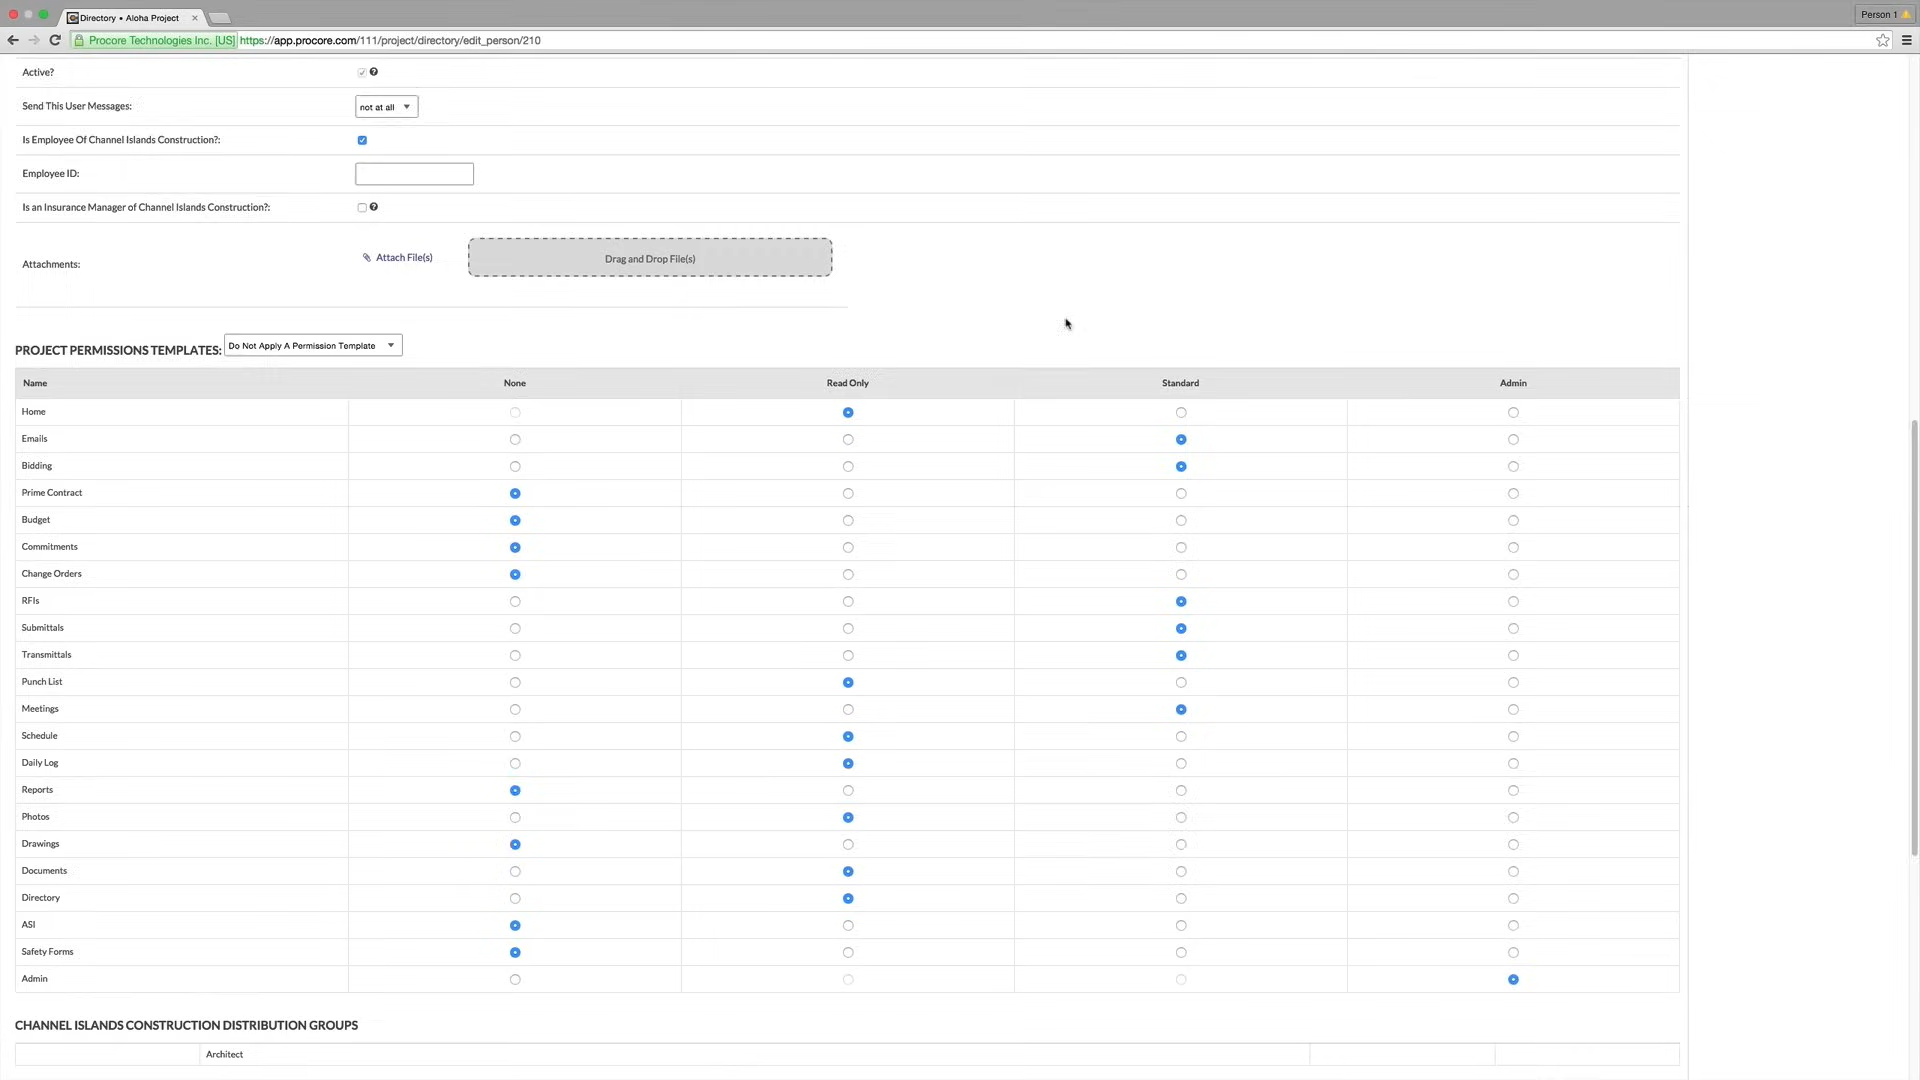 Directory • Aloha Project
Person 1
Procore Technologies Inc. [US] https://app.procore.com/111/project/directory/edit_person/210
Active?
Send This User Messages: not at all
Is Employee Of Channel Islands Construction?:
Employee ID:
Is an Insurance Manager of Channel Islands Construction?:
Attachments: Attach File(s) Drag and Drop File(s)
PROJECT PERMISSIONS TEMPLATES: Do Not Apply A Permission Template
Name None Read Only Standard Admin
Home
Emails
Bidding
Prime Contract
Budget
Commitments
Change Orders
RFIs
Submittals
Transmittals
Punch List
Meetings
Schedule
Daily Log
Reports
Photos
Drawings
Documents
Directory
ASI
Safety Forms
Admin
CHANNEL ISLANDS CONSTRUCTION DISTRIBUTION GROUPS
Architect